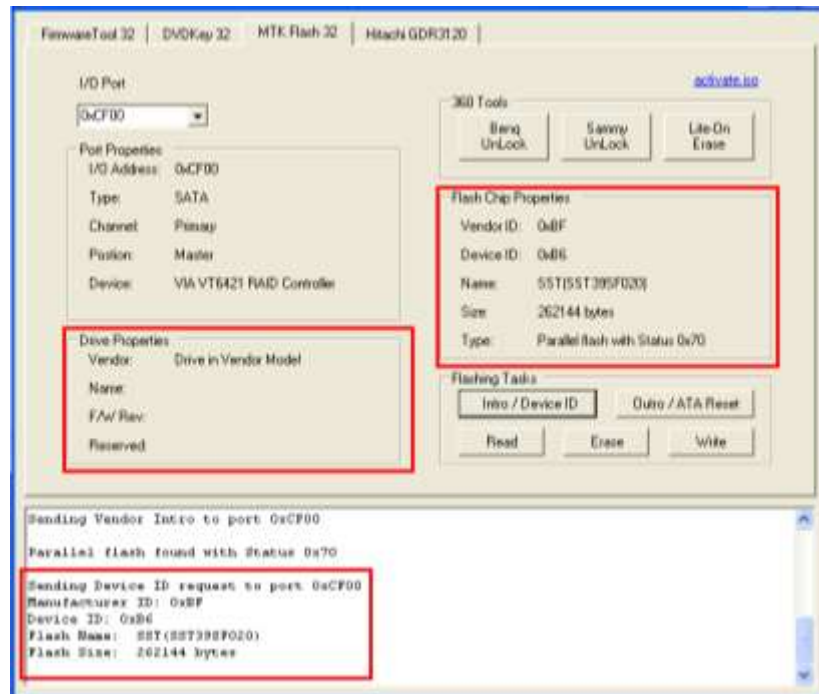 FirmwareTool 32 DVDKey 32 MTK Flash 32 Hitachi GDR3120
I/O Port
activate.iso
0xCF00
360 Tools
Benq UnLock
Sammy UnLock
Lite-On Erase
Port Properties
I/O Address: 0xCF00
Type: SATA
Channel: Primary
Postion: Master
Device: VIA VT6421 RAID Controller
Flash Chip Properties
Vendor ID: 0xBF
Device ID: 0xB6
Name: SST(SST39SF020)
Size: 262144 bytes
Type: Parallel flash with Status 0x70
Drive Properties
Vendor: Drive in Vendor Model
Name:
F/W Rev:
Reserved:
Flashing Tasks
Intro / Device ID Outro / ATA Reset
Read Erase Write
Sending Vendor Intro to port 0xCF00
Parallel flash found with Status 0x70
Sending Device ID request to port 0xCF00
Manufacturer ID: 0xBF
Device ID: 0xB6
Flash Name: SST(SST39SF020)
Flash Size: 262144 bytes